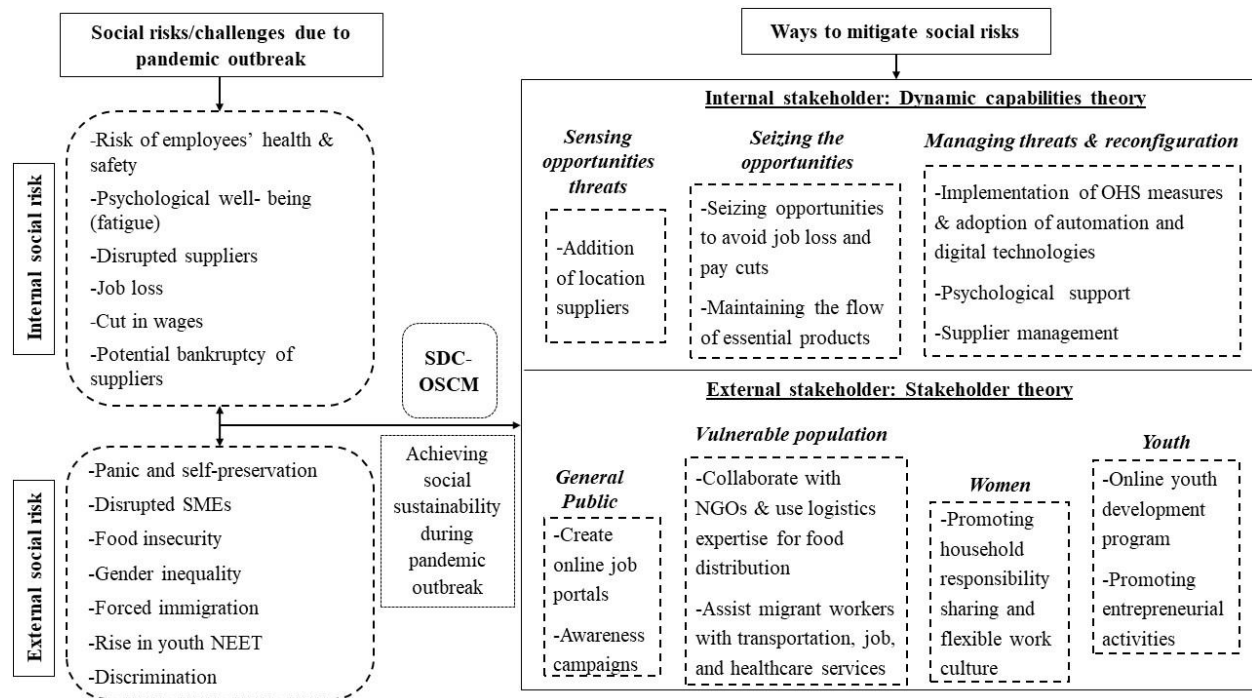 Social risks/challenges due to
pandemic outbreak
Internal social risk
-Risk of employees' health &
safety
-Psychological well- being
(fatigue)
-Disrupted suppliers
-Job loss
-Cut in wages
-Potential bankruptcy of
suppliers
External social risk
-Panic and self-preservation
-Disrupted SMEs
-Food insecurity
-Gender inequality
-Forced immigration
-Rise in youth NEET
-Discrimination
SDC-
OSCM
Achieving
social
sustainability
during
pandemic
outbreak
Ways to mitigate social risks
Internal stakeholder: Dynamic capabilities theory
Sensing
opportunities
threats
-Addition
of location
suppliers
Seizing the
opportunities
-Seizing opportunities
to avoid job loss and
pay cuts
-Maintaining the flow
of essential products
Managing threats & reconfiguration
-Implementation of OHS measures
& adoption of automation and
digital technologies
-Psychological support
-Supplier management
External stakeholder: Stakeholder theory
General
Public
-Create
online job
portals
-Awareness
campaigns
Vulnerable population
-Collaborate with
NGOs & use logistics
expertise for food
distribution
-Assist migrant workers
with transportation, job,
and healthcare services
Women
-Promoting
household
responsibility
sharing and
flexible work
culture
Youth
-Online youth
development
program
-Promoting
entrepreneurial
activities